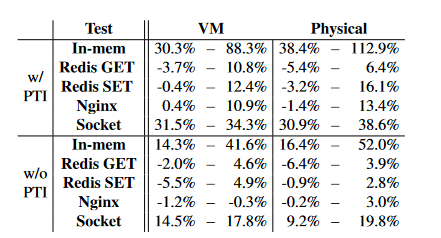 Test VM Physical
In-mem 30.3% – 88.3% 38.4% – 112.9%
Redis GET -3.7% – 10.8% -5.4% – 6.4%
w/ PTI Redis SET -0.4% – 12.4% -3.2% – 16.1%
Nginx 0.4% – 10.9% -1.4% – 13.4%
Socket 31.5% – 34.3% 30.9% – 38.6%
In-mem 14.3% – 41.6% 16.4% – 52.0%
Redis GET -2.0% – 4.6% -6.4% – 3.9%
w/o PTI Redis SET -5.5% – 4.9% -0.9% – 2.8%
Nginx -1.2% – -0.3% -0.2% – 3.0%
Socket 14.5% – 17.8% 9.2% – 19.8%